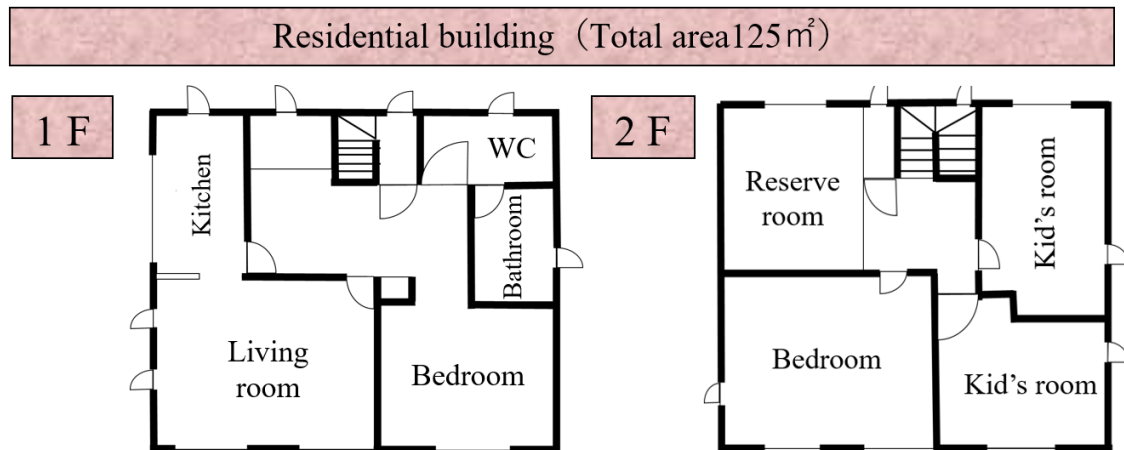 Residential building（Total area125㎡）
1 F
WC
Kitchen
Bathroom
Living
room
Bedroom
2 F
Reserve
room
Kid's room
Bedroom
Kid's room